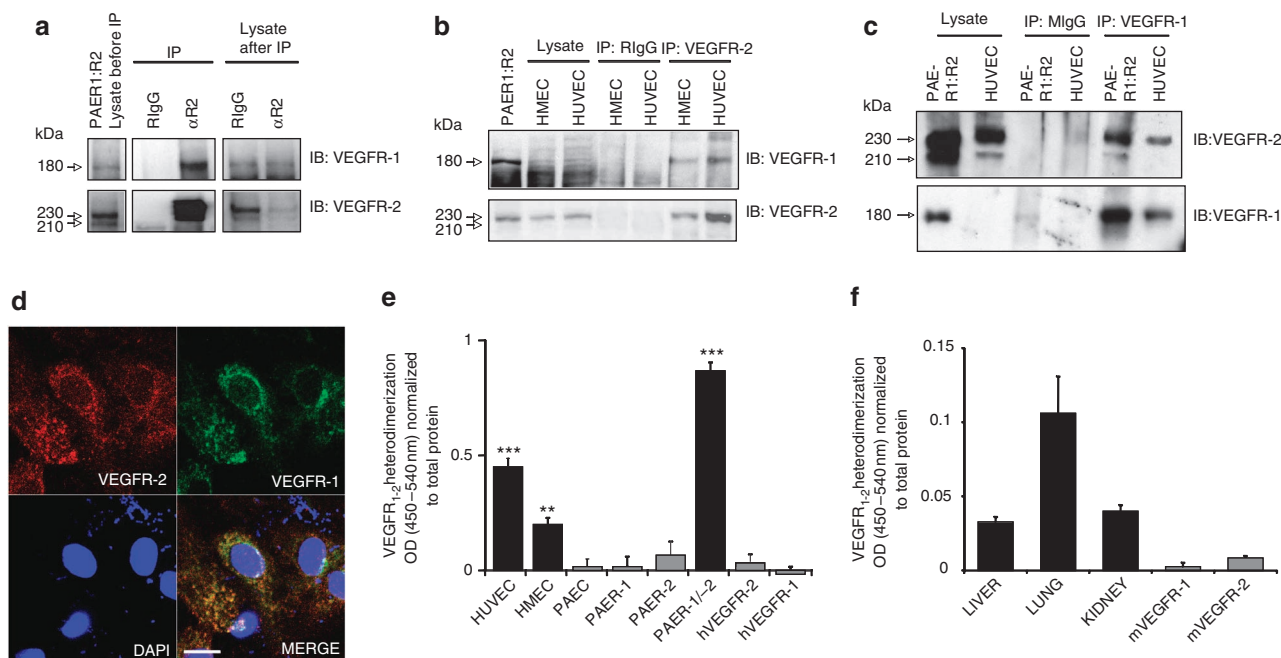 a
PAER1:R2
Lysate before IP
IP
Lysate
after IP
RIgG
αR2
RIgG
αR2
kDa
180
IB: VEGFR-1
230
210
IB: VEGFR-2
b
PAER1:R2
Lysate
IP: RIgG
IP: VEGFR-2
HMEC
HUVEC
HMEC
HUVEC
HMEC
HUVEC
kDa
180
IB: VEGFR-1
230
210
IB: VEGFR-2
c
Lysate
IP: MIgG
IP: VEGFR-1
PAE-
R1:R2
HUVEC
PAE-
R1:R2
HUVEC
PAE-
R1:R2
HUVEC
kDa
230
210
IB:VEGFR-2
180
IB:VEGFR-1
d
VEGFR-2
VEGFR-1
DAPI
MERGE
e
VEGFR1-2heterodimerization
OD (450–540 nm) normalized
to total protein
1
0.5
0
***
**
***
HUVEC
HMEC
PAEC
PAER-1
PAER-2
PAER-1/-2
hVEGFR-2
hVEGFR-1
f
VEGFR1-2heterodimerization
OD (450–540 nm) normalized
to total protein
0.15
0.1
0.05
0
LIVER
LUNG
KIDNEY
mVEGFR-1
mVEGFR-2